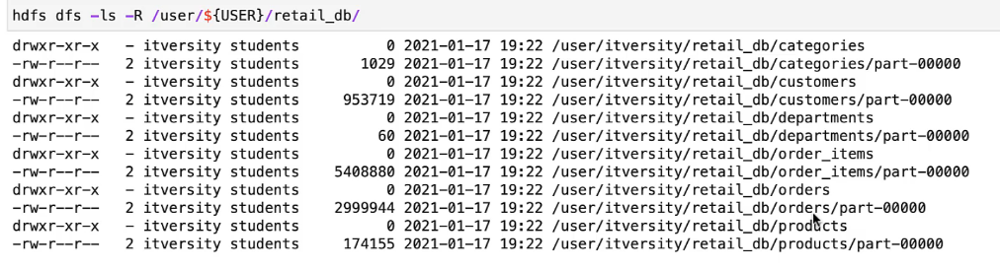 hdfs dfs -ls -R /user/${USER}/retail_db/
drwxr-xr-x   - itversity students          0 2021-01-17 19:22 /user/itversity/retail_db/categories
-rw-r--r--   2 itversity students       1029 2021-01-17 19:22 /user/itversity/retail_db/categories/part-00000
drwxr-xr-x   - itversity students          0 2021-01-17 19:22 /user/itversity/retail_db/customers
-rw-r--r--   2 itversity students     953719 2021-01-17 19:22 /user/itversity/retail_db/customers/part-00000
drwxr-xr-x   - itversity students          0 2021-01-17 19:22 /user/itversity/retail_db/departments
-rw-r--r--   2 itversity students         60 2021-01-17 19:22 /user/itversity/retail_db/departments/part-00000
drwxr-xr-x   - itversity students          0 2021-01-17 19:22 /user/itversity/retail_db/order_items
-rw-r--r--   2 itversity students    5408880 2021-01-17 19:22 /user/itversity/retail_db/order_items/part-00000
drwxr-xr-x   - itversity students          0 2021-01-17 19:22 /user/itversity/retail_db/orders
-rw-r--r--   2 itversity students    2999944 2021-01-17 19:22 /user/itversity/retail_db/orders/part-00000
drwxr-xr-x   - itversity students          0 2021-01-17 19:22 /user/itversity/retail_db/products
-rw-r--r--   2 itversity students     174155 2021-01-17 19:22 /user/itversity/retail_db/products/part-00000